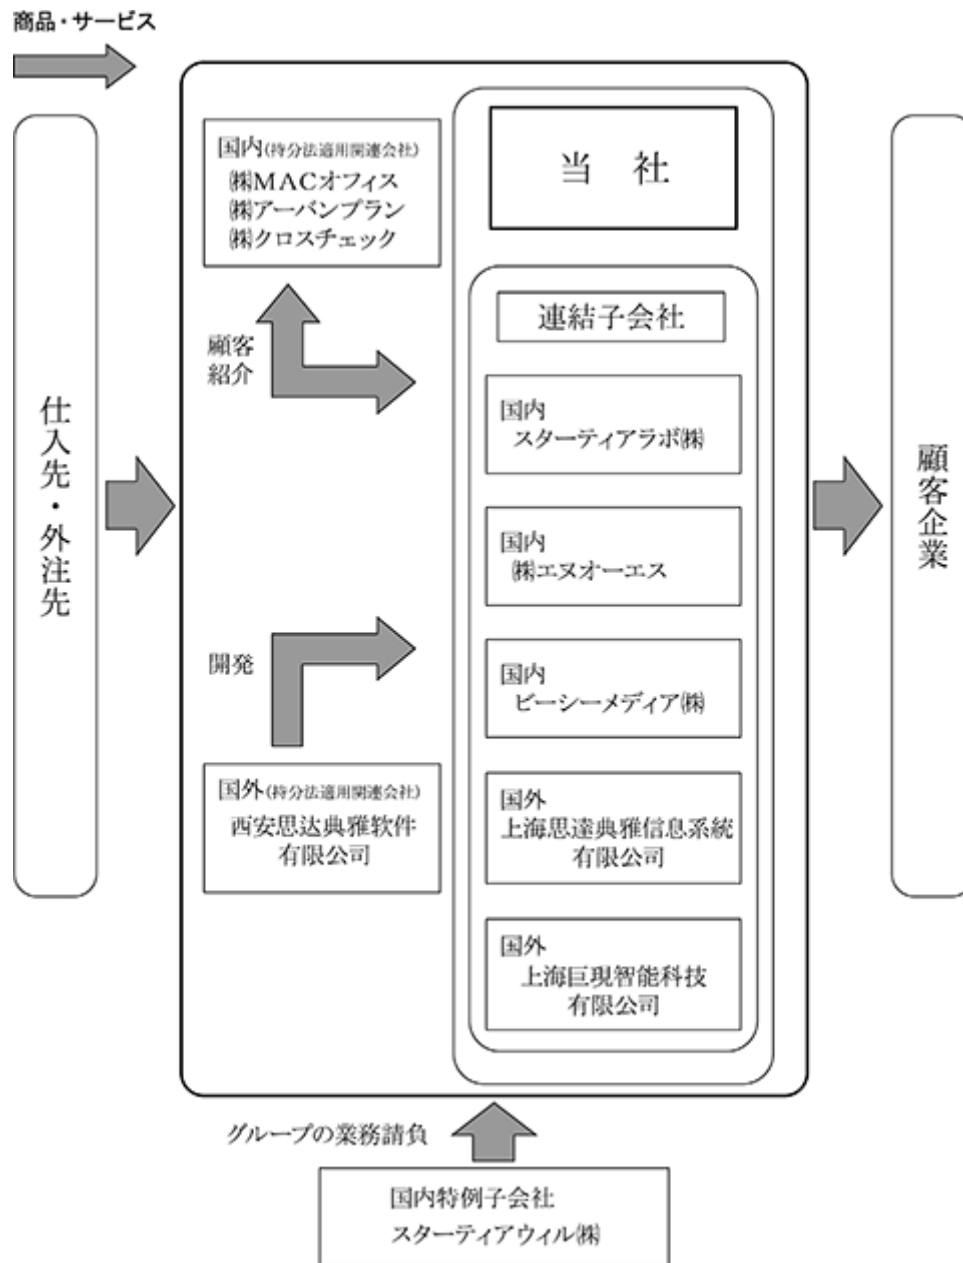 商品・サービス
仕入先・外注先
国内(持分法適用関連会社)
㈱MACオフィス
㈱アーバンプラン
㈱クロスチェック
顧客
紹介
開発
国外(持分法適用関連会社)
西安思达典雅软件
有限公司
当 社
連結子会社
国内
スターティアラボ㈱
国内
㈱エヌオーエス
国内
ビーシーメディア㈱
国外
上海思達典雅信息系統
有限公司
国外
上海巨現智能科技
有限公司
顧客企業
グループの業務請負
国内特例子会社
スターティアウィル㈱